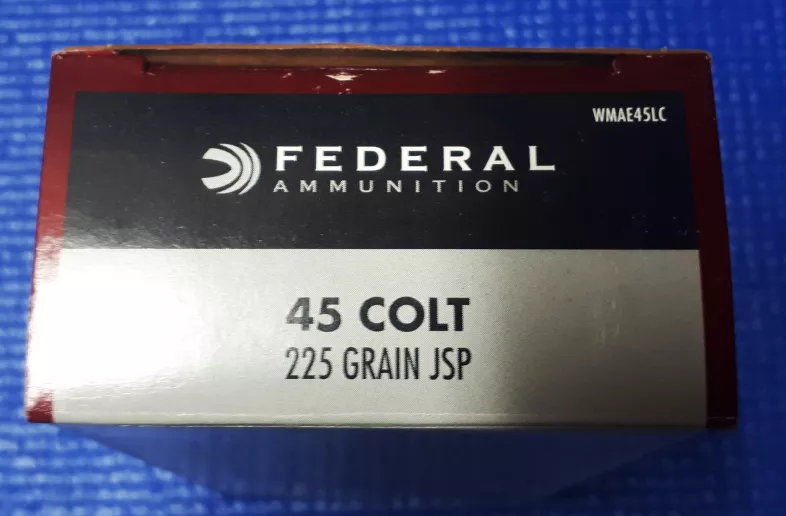 WMAE45LC
FEDERAL
AMMUNITION
45 COLT
225 GRAIN JSP